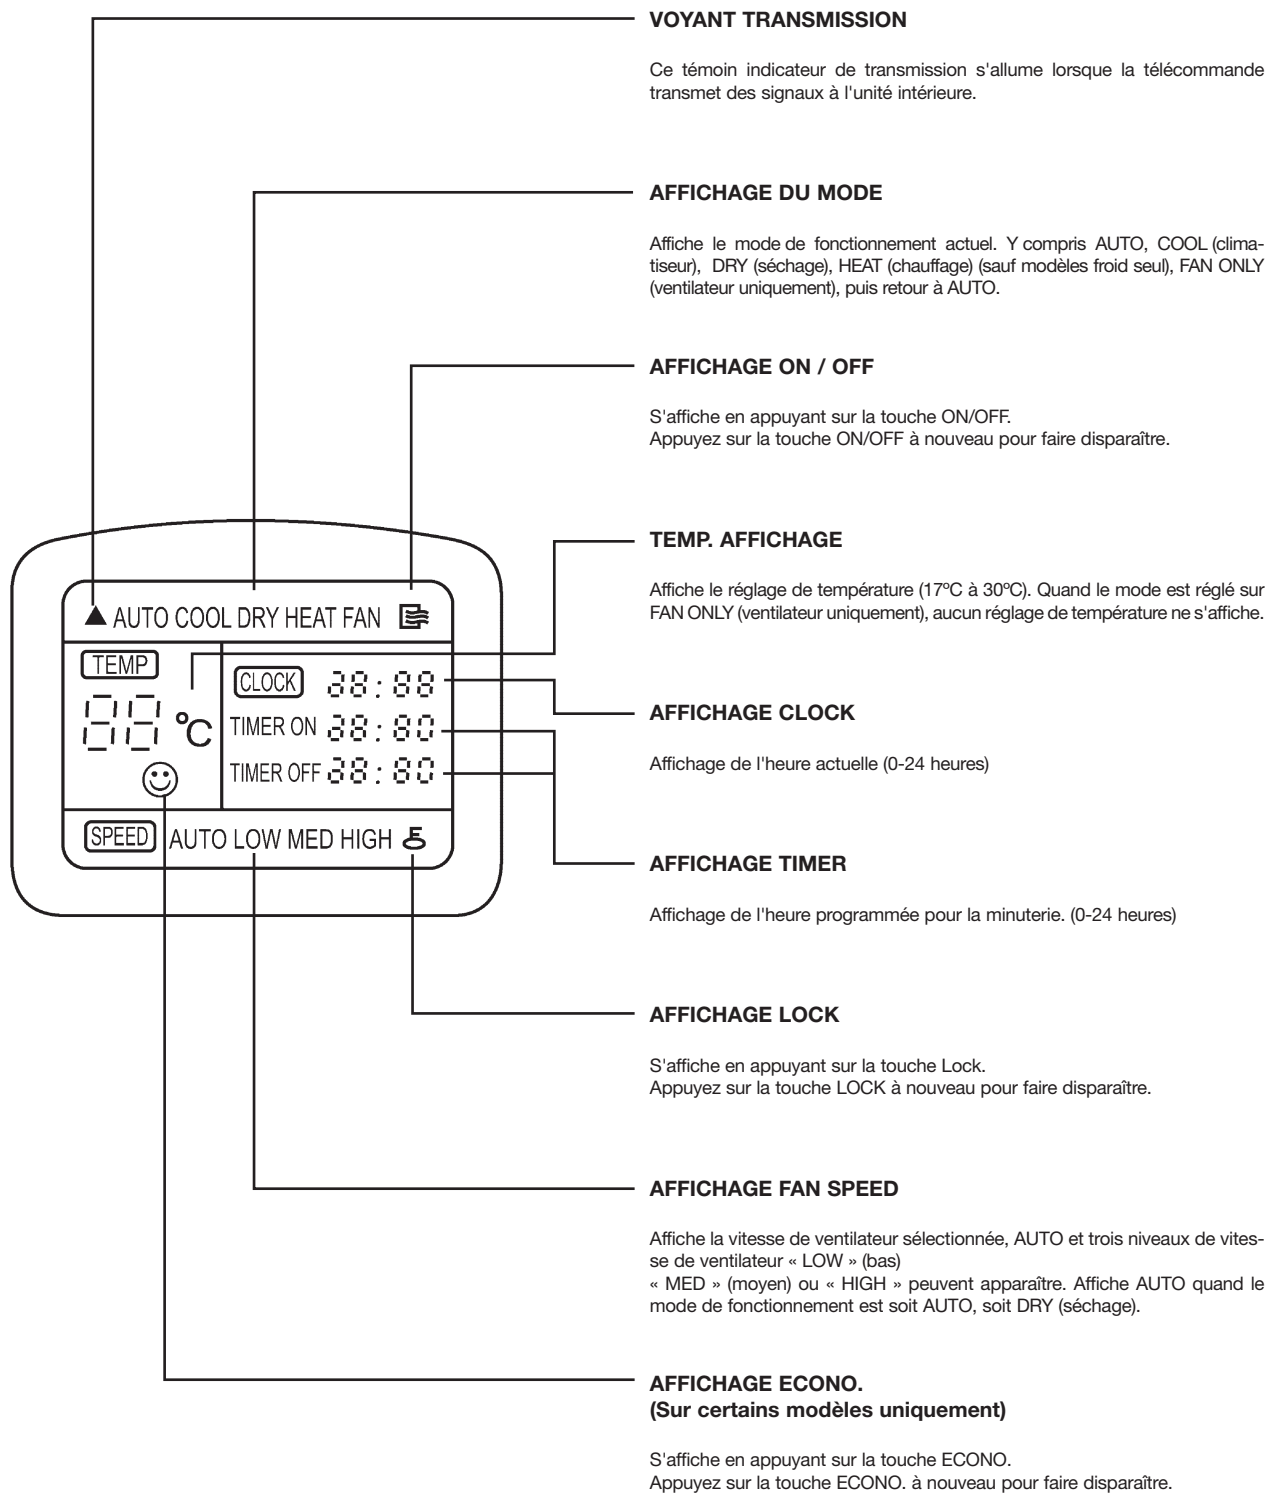 VOYANT TRANSMISSION
Ce témoin indicateur de transmission s'allume lorsque la télécommande
transmet des signaux à l'unité intérieure.
AFFICHAGE DU MODE
Affiche le mode de fonctionnement actuel. Y compris AUTO, COOL (clima-
tiseur), DRY (séchage), HEAT (chauffage) (sauf modèles froid seul), FAN ONLY
(ventilateur uniquement), puis retour à AUTO.
AFFICHAGE ON / OFF
S'affiche en appuyant sur la touche ON/OFF.
Appuyez sur la touche ON/OFF à nouveau pour faire disparaître.
TEMP. AFFICHAGE
Affiche le réglage de température (17ºC à 30ºC). Quand le mode est réglé sur
FAN ONLY (ventilateur uniquement), aucun réglage de température ne s'affiche.
AUTO COOL DRY HEAT FAN
TEMP
88 °C
CLOCK 28:88
TIMER ON 28:80
TIMER OFF 28:80
SPEED AUTO LOW MED HIGH
AFFICHAGE CLOCK
Affichage de l'heure actuelle (0-24 heures)
AFFICHAGE TIMER
Affichage de l'heure programmée pour la minuterie. (0-24 heures)
AFFICHAGE LOCK
S'affiche en appuyant sur la touche Lock.
Appuyez sur la touche LOCK à nouveau pour faire disparaître.
AFFICHAGE FAN SPEED
Affiche la vitesse de ventilateur sélectionnée, AUTO et trois niveaux de vites-
se de ventilateur « LOW » (bas)
« MED » (moyen) ou « HIGH » peuvent apparaître. Affiche AUTO quand le
mode de fonctionnement est soit AUTO, soit DRY (séchage).
AFFICHAGE ECONO.
(Sur certains modèles uniquement)
S'affiche en appuyant sur la touche ECONO.
Appuyez sur la touche ECONO. à nouveau pour faire disparaître.